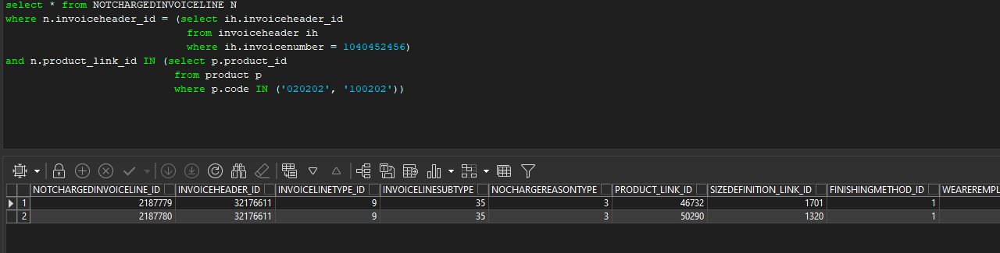 select * from NOTCHARGEDINVOICELINE N
where n.invoiceheader_id = (select ih.invoiceheader_id
from invoiceheader ih
where ih.invoicenumber = 1040452456)
and n.product_link_id IN (select p.product_id
from product p
where p.code IN ('020202', '100202'))
NOTCHARGEDINVOICELINE_ID INVOICEHEADER_ID INVOICELINETYPE_ID INVOICELINESUBTYPE NOCHARGEREASONTYPE PRODUCT_LINK_ID SIZEDEFINITION_LINK_ID FINISHINGMETHOD_ID WEAREREMPL
1 2187779 32176611 9 35 3 46732 1701 1
2 2187780 32176611 9 35 3 50290 1320 1